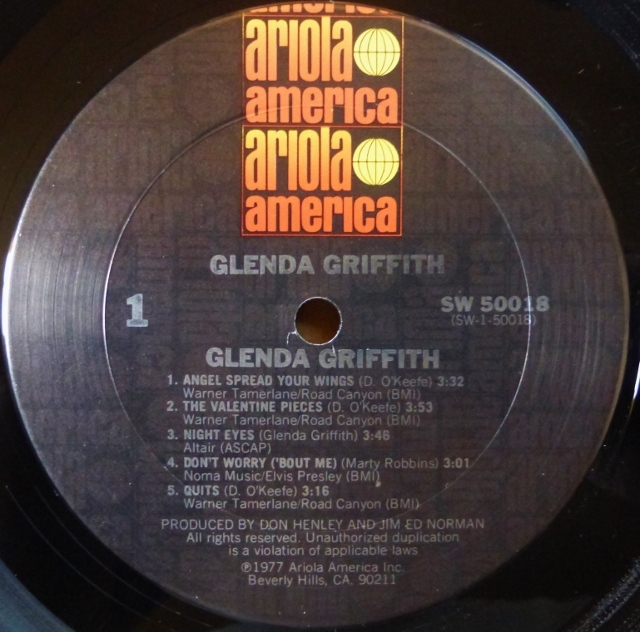 america
ariola
america
ariola
america
GLENDA GRIFFITH
1
SW 50018
(SW-1-50018)
GLENDA GRIFFITH
1. ANGEL SPREAD YOUR WINGS (D. O'Keefe) 3:32
Warner Tamerlane/Road Canyon (BMI)
2. THE VALENTINE PIECES (D. O'Keefe) 3:53
Warner Tamerlane/Road Canyon (BMI)
3. NIGHT EYES (Glenda Griffith) 3:46
Altair (ASCAP)
4. DON'T WORRY ('BOUT ME) (Marty Robbins) 3:01
Noma Music/Elvis Presley (BMI)
5. QUITS (D. O'Keefe) 3:16
Warner Tamerlane/Road Canyon (BMI)
PRODUCED BY DON HENLEY AND JIM ED NORMAN
All rights reserved. Unauthorized duplication
is a violation of applicable laws
℗1977 Ariola America Inc.
Beverly Hills, CA. 90211